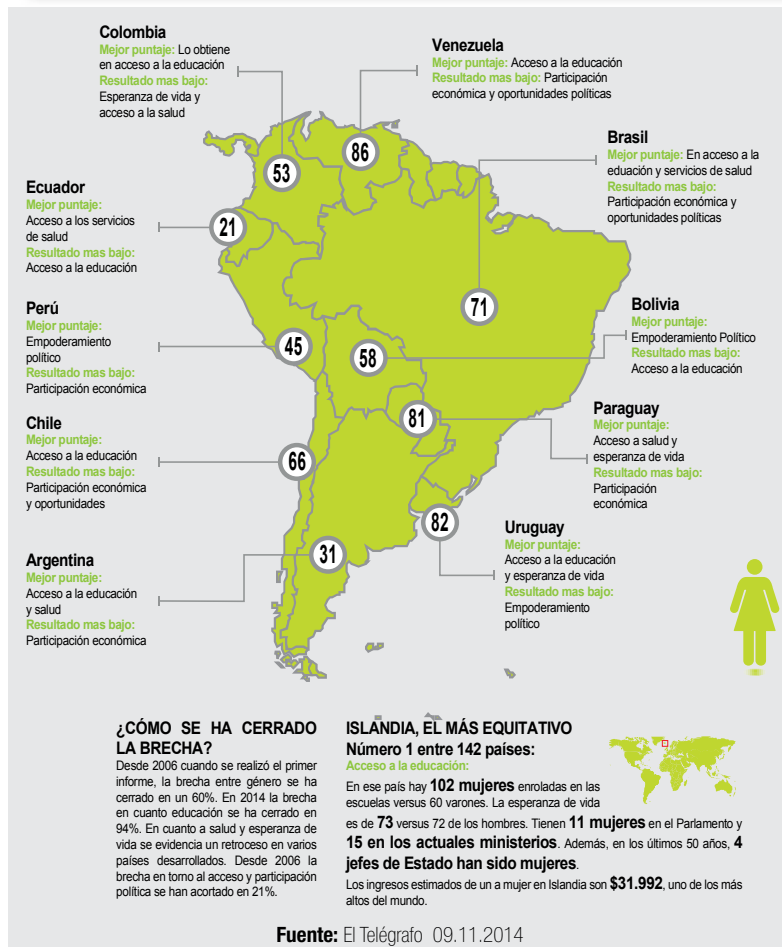 Colombia
Mejor puntaje: Lo obtiene
en acceso a la educación
Resultado mas bajo:
Esperanza de vida y
acceso a la salud
53
Venezuela
Mejor puntaje: Acceso a la educación
Resultado mas bajo: Participación
económica y oportunidades políticas
86
Brasil
Mejor puntaje: En acceso a la
eduación y servicios de salud
Resultado mas bajo:
Participación económica y
oportunidades políticas
71
Ecuador
Mejor puntaje:
Acceso a los servicios
de salud
Resultado mas bajo:
Acceso a la educación
21
Perú
Mejor puntaje:
Empoderamiento
político
Resultado mas bajo:
Participación económica
45
Bolivia
Mejor puntaje:
Empoderamiento Político
Resultado mas bajo:
Acceso a la educación
58
Chile
Mejor puntaje:
Acceso a la educación
Resultado mas bajo:
Participación económica
y oportunidades
66
Paraguay
Mejor puntaje:
Acceso a salud y
esperanza de vida
Resultado mas bajo:
Participación
económica
81
Argentina
Mejor puntaje:
Acceso a la educación
y salud
Resultado mas bajo:
Participación económica
31
Uruguay
Mejor puntaje:
Acceso a la educación
y esperanza de vida
Resultado mas bajo:
Empoderamiento
político
82
¿CÓMO SE HA CERRADO
LA BRECHA?
Desde 2006 cuando se realizó el primer
informe, la brecha entre género se ha
cerrado en un 60%. En 2014 la brecha
en cuanto educación se ha cerrado en
94%. En cuanto a salud y esperanza de
vida se evidencia un retroceso en varios
países desarrollados. Desde 2006 la
brecha en torno al acceso y participación
política se han acortado en 21%.
ISLANDIA, EL MÁS EQUITATIVO
Número 1 entre 142 países:
Acceso a la educación:
En ese país hay 102 mujeres enroladas en las
escuelas versus 60 varones. La esperanza de vida
es de 73 versus 72 de los hombres. Tienen 11 mujeres en el Parlamento y
15 en los actuales ministerios. Además, en los últimos 50 años, 4
jefes de Estado han sido mujeres.
Los ingresos estimados de un a mujer en Islandia son $31.992, uno de los más
altos del mundo.
Fuente: El Telégrafo 09.11.2014